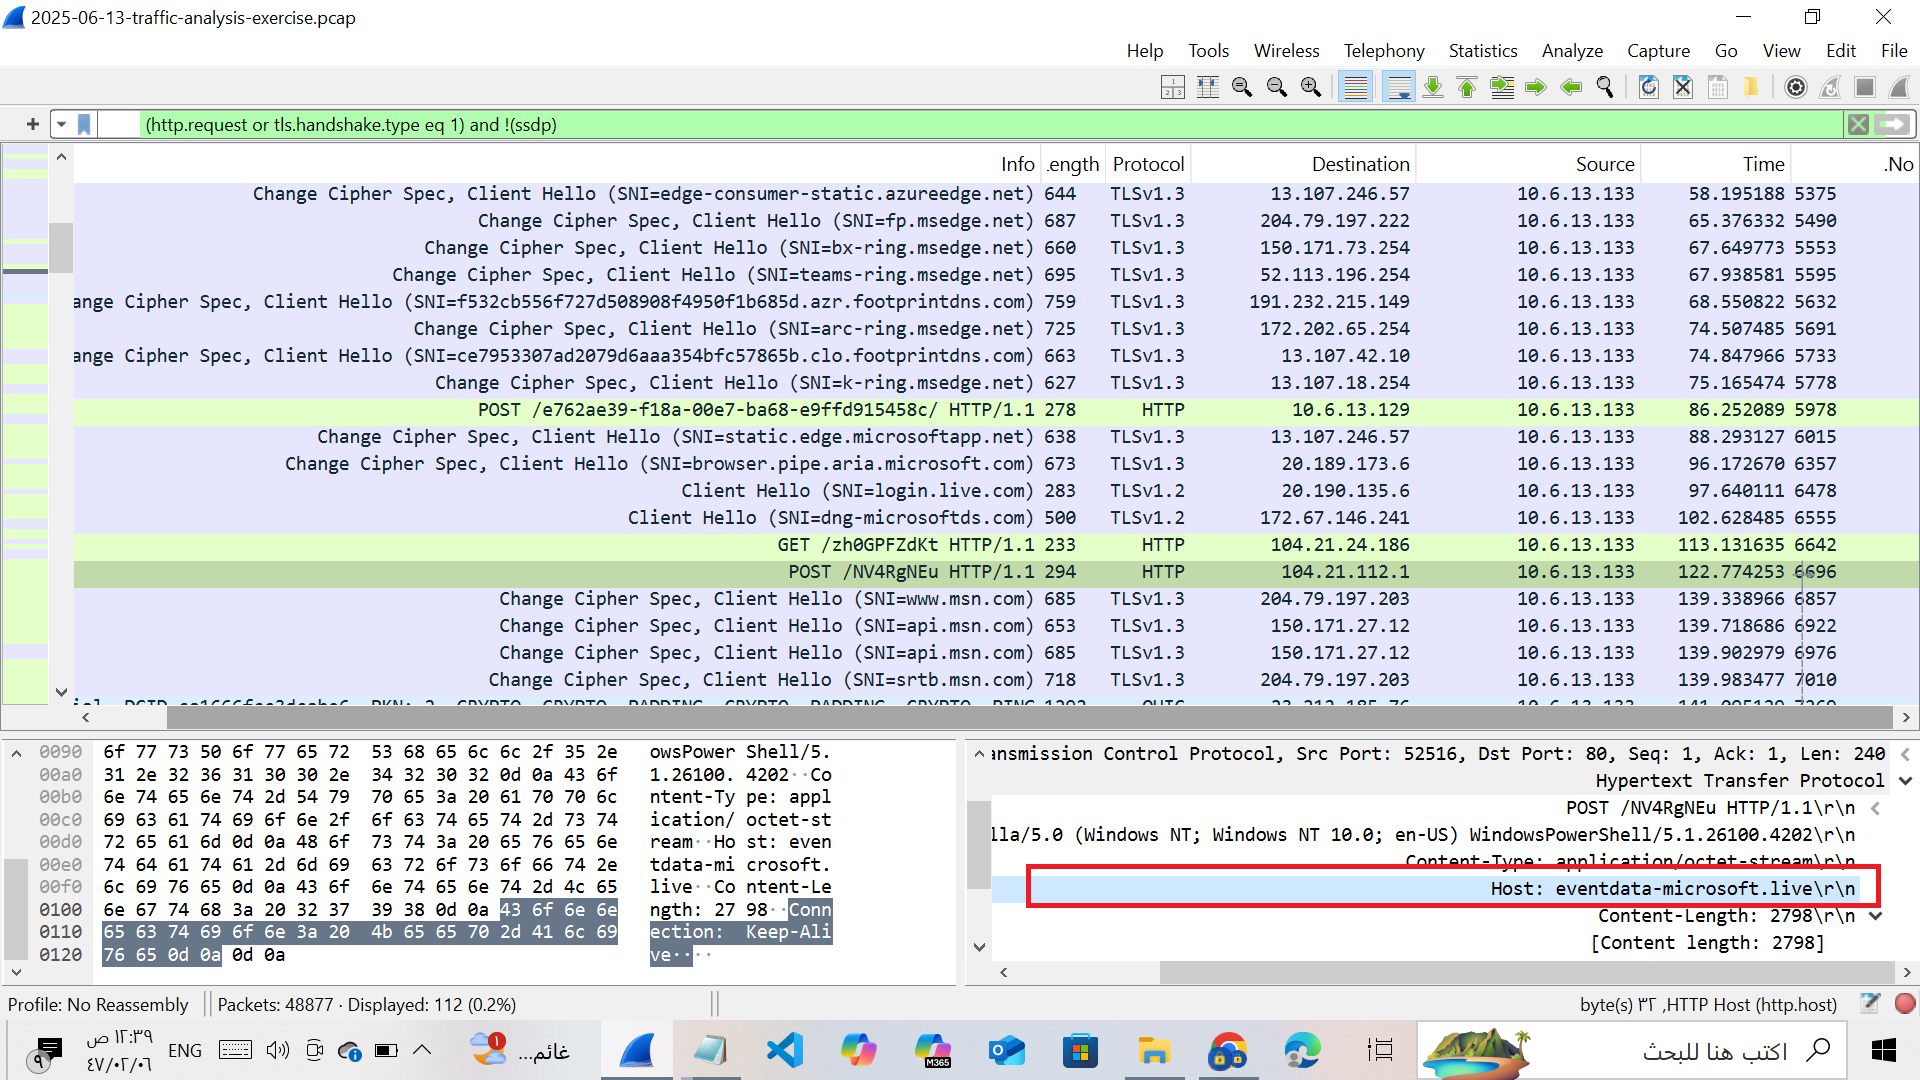 2025-06-13-traffic-analysis-exercise.pcap
Help Tools Wireless Telephony Statistics Analyze Capture Go View Edit File
(http.request or tls.handshake.type eq 1) and !(ssdp)
Info .ength Protocol Destination Source Time .No
Change Cipher Spec, Client Hello (SNI=edge-consumer-static.azureedge.net) 644 TLSv1.3 13.107.246.57 10.6.13.133 58.195188 5375
Change Cipher Spec, Client Hello (SNI=fp.msedge.net) 687 TLSv1.3 204.79.197.222 10.6.13.133 65.376332 5490
Change Cipher Spec, Client Hello (SNI=bx-ring.msedge.net) 660 TLSv1.3 150.171.73.254 10.6.13.133 67.649773 5553
Change Cipher Spec, Client Hello (SNI=teams-ring.msedge.net) 695 TLSv1.3 52.113.196.254 10.6.13.133 67.938581 5595
ange Cipher Spec, Client Hello (SNI=f532cb556f727d508908f4950f1b685d.azr.footprintdns.com) 759 TLSv1.3 191.232.215.149 10.6.13.133 68.550822 5632
Change Cipher Spec, Client Hello (SNI=arc-ring.msedge.net) 725 TLSv1.3 172.202.65.254 10.6.13.133 74.507485 5691
ange Cipher Spec, Client Hello (SNI=ce7953307ad2079d6aaa354bfc57865b.clo.footprintdns.com) 663 TLSv1.3 13.107.42.10 10.6.13.133 74.847966 5733
Change Cipher Spec, Client Hello (SNI=k-ring.msedge.net) 627 TLSv1.3 13.107.18.254 10.6.13.133 75.165474 5778
POST /e762ae39-f18a-00e7-ba68-e9ffd915458c/ HTTP/1.1 278 HTTP 10.6.13.129 10.6.13.133 86.252089 5978
Change Cipher Spec, Client Hello (SNI=static.edge.microsoftapp.net) 638 TLSv1.3 13.107.246.57 10.6.13.133 88.293127 6015
Change Cipher Spec, Client Hello (SNI=browser.pipe.aria.microsoft.com) 673 TLSv1.3 20.189.173.6 10.6.13.133 96.172670 6357
Client Hello (SNI=login.live.com) 283 TLSv1.2 20.190.135.6 10.6.13.133 97.640111 6478
Client Hello (SNI=dng-microsoftds.com) 500 TLSv1.2 172.67.146.241 10.6.13.133 102.628485 6555
GET /zh0GPFZdKt HTTP/1.1 233 HTTP 104.21.24.186 10.6.13.133 113.131635 6642
POST /NV4RgNEu HTTP/1.1 294 HTTP 104.21.112.1 10.6.13.133 122.774253 6696
Change Cipher Spec, Client Hello (SNI=www.msn.com) 685 TLSv1.3 204.79.197.203 10.6.13.133 139.338966 6857
Change Cipher Spec, Client Hello (SNI=api.msn.com) 653 TLSv1.3 150.171.27.12 10.6.13.133 139.718686 6922
Change Cipher Spec, Client Hello (SNI=api.msn.com) 685 TLSv1.3 150.171.27.12 10.6.13.133 139.902979 6976
Change Cipher Spec, Client Hello (SNI=srtb.msn.com) 718 TLSv1.3 204.79.197.203 10.6.13.133 139.983477 7010
0090 6f 77 73 50 6f 77 65 72 53 68 65 6c 6c 2f 35 2e owsPower Shell/5.
00a0 31 2e 32 36 31 30 30 2e 34 32 30 32 0d 0a 43 6f 1.26100. 4202··Co
00b0 6e 74 65 6e 74 2d 54 79 70 65 3a 20 61 70 70 6c ntent-Ty pe: appl
00c0 69 63 61 74 69 6f 6e 2f 6f 63 74 65 74 2d 73 74 ication/ octet-st
00d0 72 65 61 6d 0d 0a 48 6f 73 74 3a 20 65 76 65 6e ream··Ho st: even
00e0 74 64 61 74 61 2d 6d 69 63 72 6f 73 6f 66 74 2e tdata-mi crosoft.
00f0 6c 69 76 65 0d 0a 43 6f 6e 74 65 6e 74 2d 4c 65 live··Co ntent-Le
0100 6e 67 74 68 3a 20 32 37 39 38 0d 0a 43 6f 6e 6e ngth: 27 98··Conn
0110 65 63 74 69 6f 6e 3a 20 4b 65 65 70 2d 41 6c 69 ection: Keep-Ali
0120 76 65 0d 0a 0d 0a ve····
ansmission Control Protocol, Src Port: 52516, Dst Port: 80, Seq: 1, Ack: 1, Len: 240
Hypertext Transfer Protocol
POST /NV4RgNEu HTTP/1.1\r\n
lla/5.0 (Windows NT; Windows NT 10.0; en-US) WindowsPowerShell/5.1.26100.4202\r\n
Content-Type: application/octet-stream\r\n
Host: eventdata-microsoft.live\r\n
Content-Length: 2798\r\n
[Content length: 2798]
Profile: No Reassembly Packets: 48877 · Displayed: 112 (0.2%) byte(s) ٣٢ ,HTTP Host (http.host)
١٢:٣٩ ص
٤٧/٠٢/٠٦
٩
ENG
1
غائم...
M365
اكتب هنا للبحث